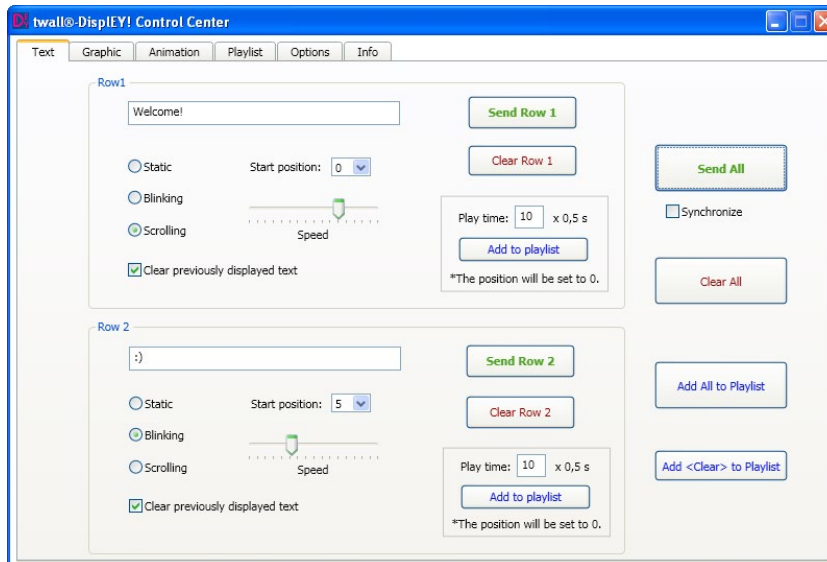 twall®-DisplEY! Control Center
Text Graphic Animation Playlist Options Info
Row1
Welcome!
Send Row 1
Static
Start position: 0
Clear Row 1
Send All
Blinking
Synchronize
Play time: 10 x 0,5 s
Scrolling
Speed
Add to playlist
Clear previously displayed text
*The position will be set to 0.
Clear All
Row 2
:)
Send Row 2
Static
Start position: 5
Clear Row 2
Add All to Playlist
Blinking
Scrolling
Speed
Play time: 10 x 0,5 s
Add <Clear> to Playlist
Add to playlist
Clear previously displayed text
*The position will be set to 0.